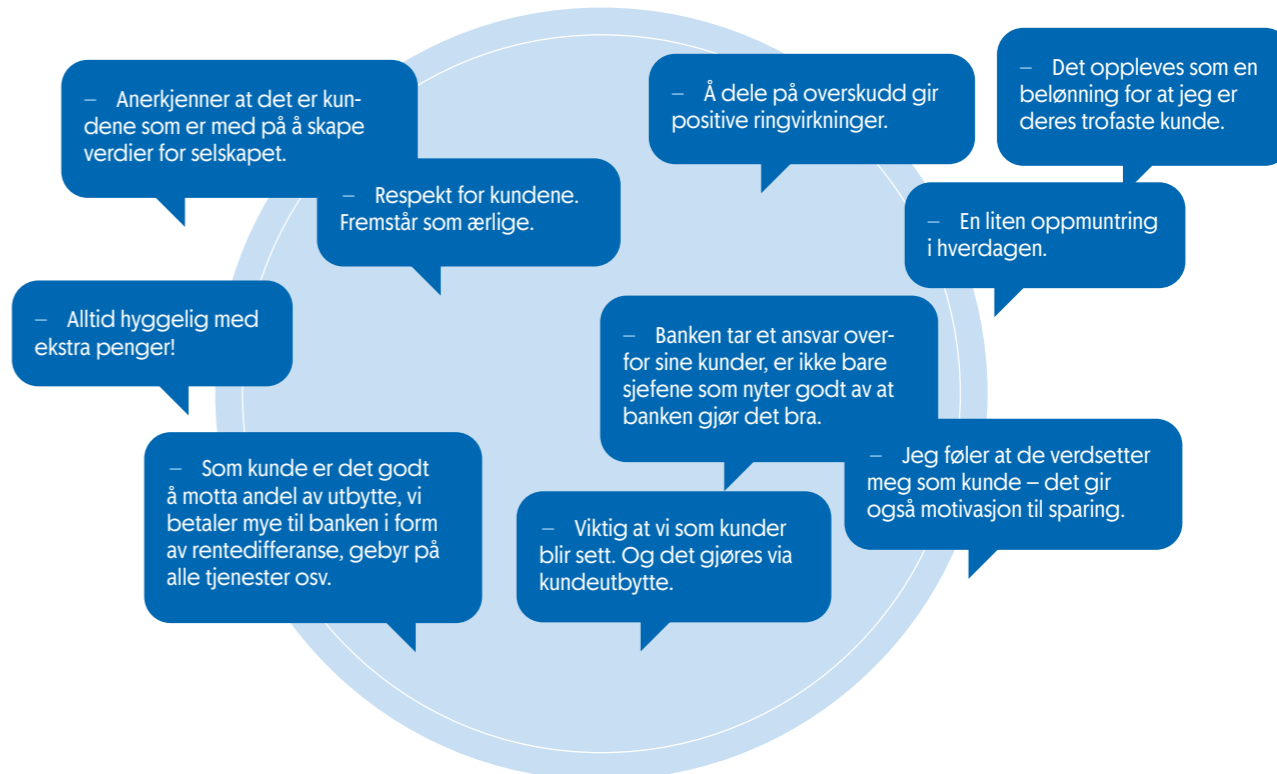 – Anerkjenner at det er kun-
dene som er med på å skape
verdier for selskapet.
– Respekt for kundene.
Fremstår som ærlige.
– Å dele på overskudd gir
positive ringvirkninger.
– Det oppleves som en
belønning for at jeg er
deres trofaste kunde.
– En liten oppmuntring
i hverdagen.
– Alltid hyggelig med
ekstra penger!
– Banken tar et ansvar over-
for sine kunder, er ikke bare
sjefene som nyter godt av at
banken gjør det bra.
– Jeg føler at de verdsetter
meg som kunde – det gir
også motivasjon til sparing.
– Som kunde er det godt
å motta andel av utbytte, vi
betaler mye til banken i form
av rentedifferanse, gebyr på
alle tjenester osv.
– Viktig at vi som kunder
blir sett. Og det gjøres via
kundeutbytte.